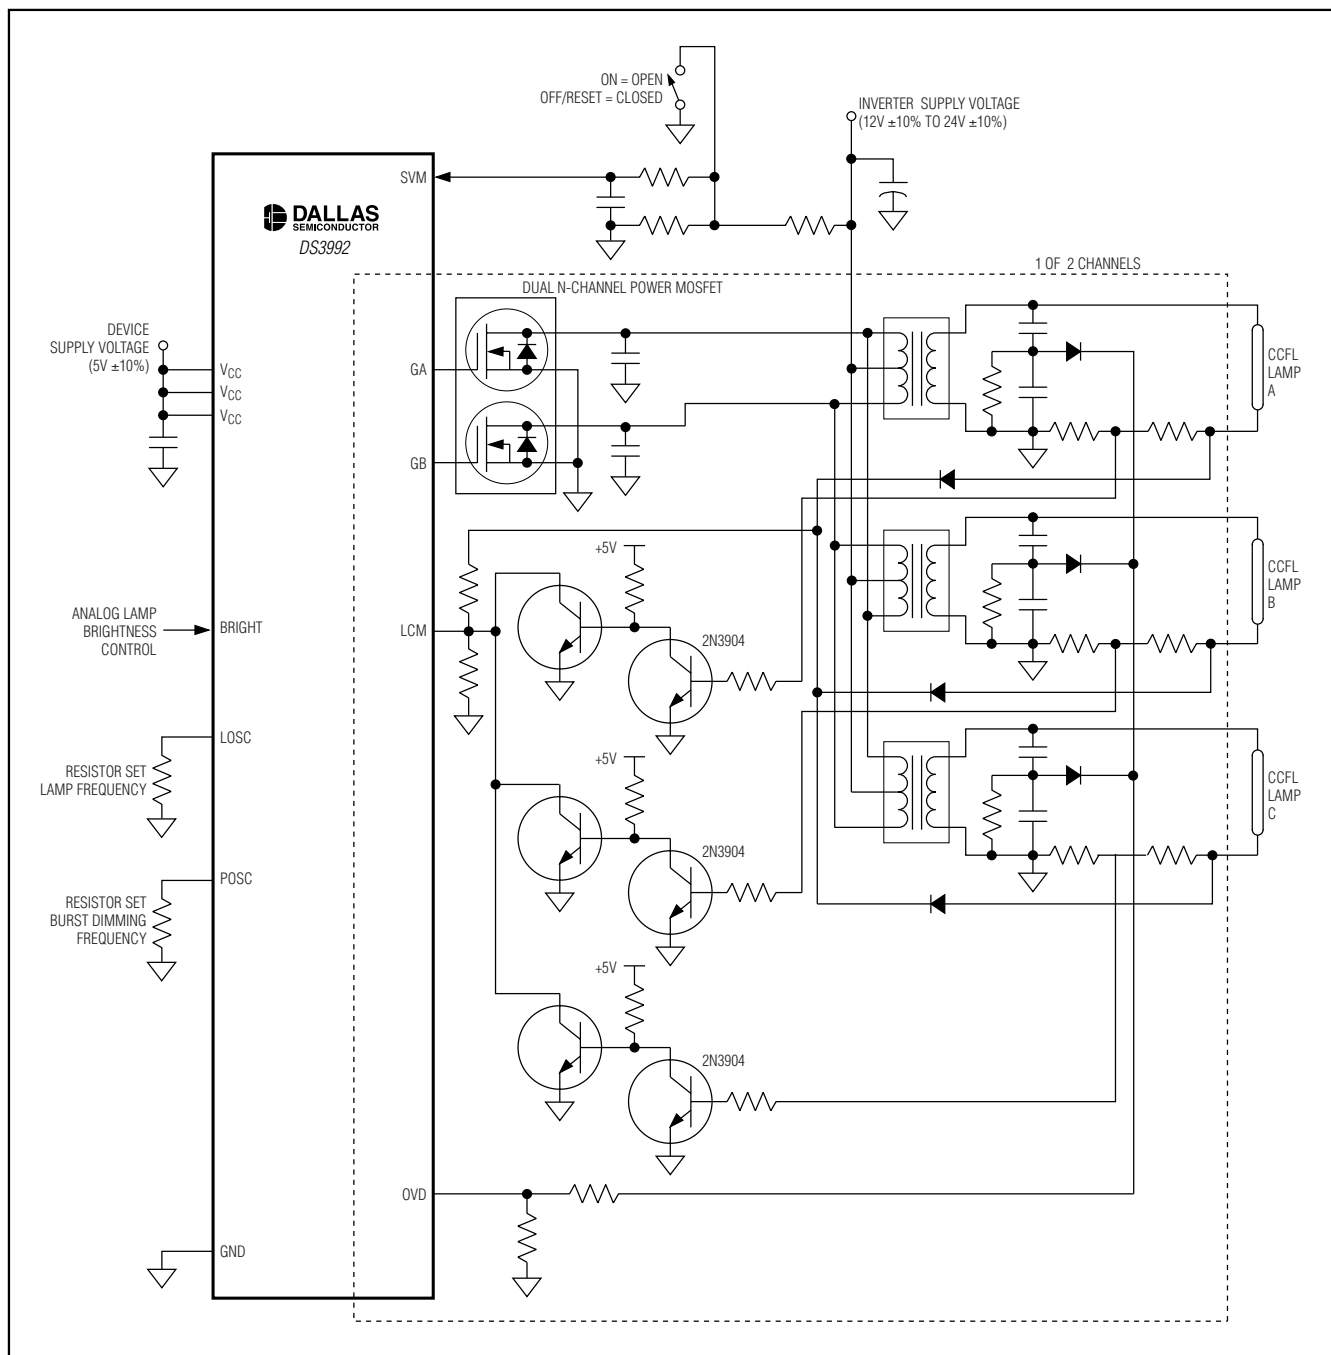 ON = OPEN
OFF/RESET = CLOSED
INVERTER SUPPLY VOLTAGE
(12V ±10% TO 24V ±10%)
SVM
DALLAS
SEMICONDUCTOR
DS3992
1 OF 2 CHANNELS
DUAL N-CHANNEL POWER MOSFET
DEVICE
SUPPLY VOLTAGE
(5V ±10%)
VCC
VCC
VCC
GA
GB
CCFL
LAMP
A
+5V
CCFL
LAMP
B
ANALOG LAMP
BRIGHTNESS
CONTROL
BRIGHT
LCM
2N3904
LOSC
RESISTOR SET
LAMP FREQUENCY
+5V
CCFL
LAMP
C
2N3904
POSC
RESISTOR SET
BURST DIMMING
FREQUENCY
+5V
2N3904
OVD
GND